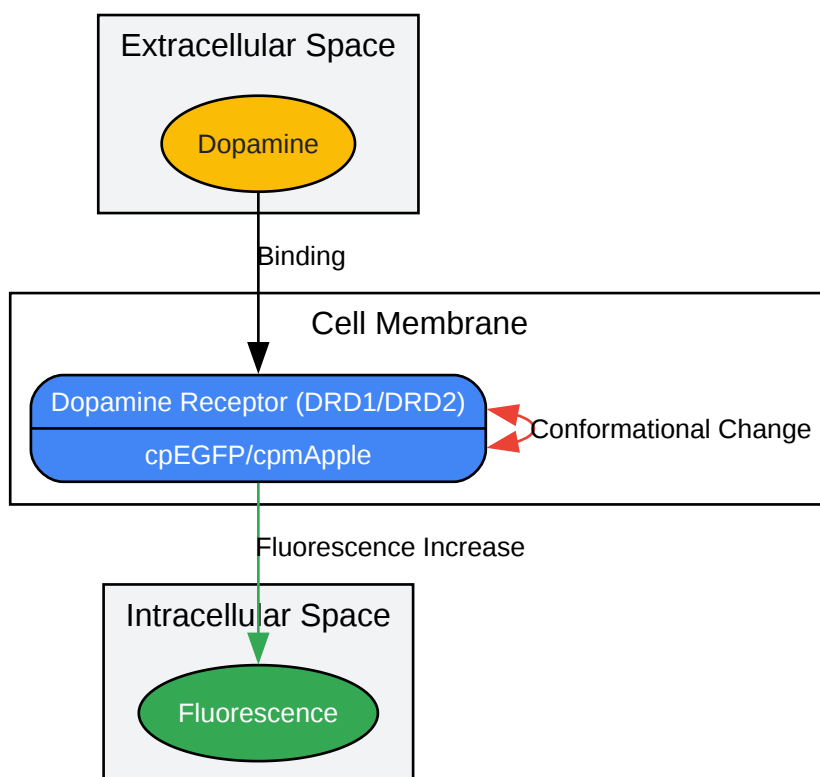 Extracellular Space
Dopamine
Binding
Cell Membrane
Dopamine Receptor (DRD1/DRD2)
cpEGFP/cpmApple
Conformational Change
Fluorescence Increase
Intracellular Space
Fluorescence